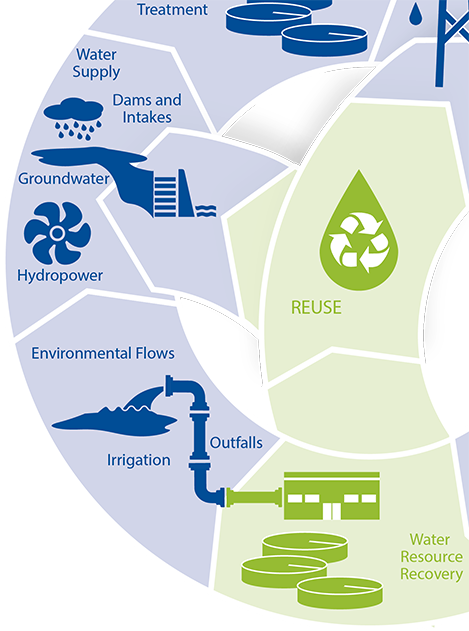 Treatment
Water
Supply
Dams and
Intakes
Groundwater
Hydropower
REUSE
Environmental Flows
Outfalls
Irrigation
Water
Resource
Recovery